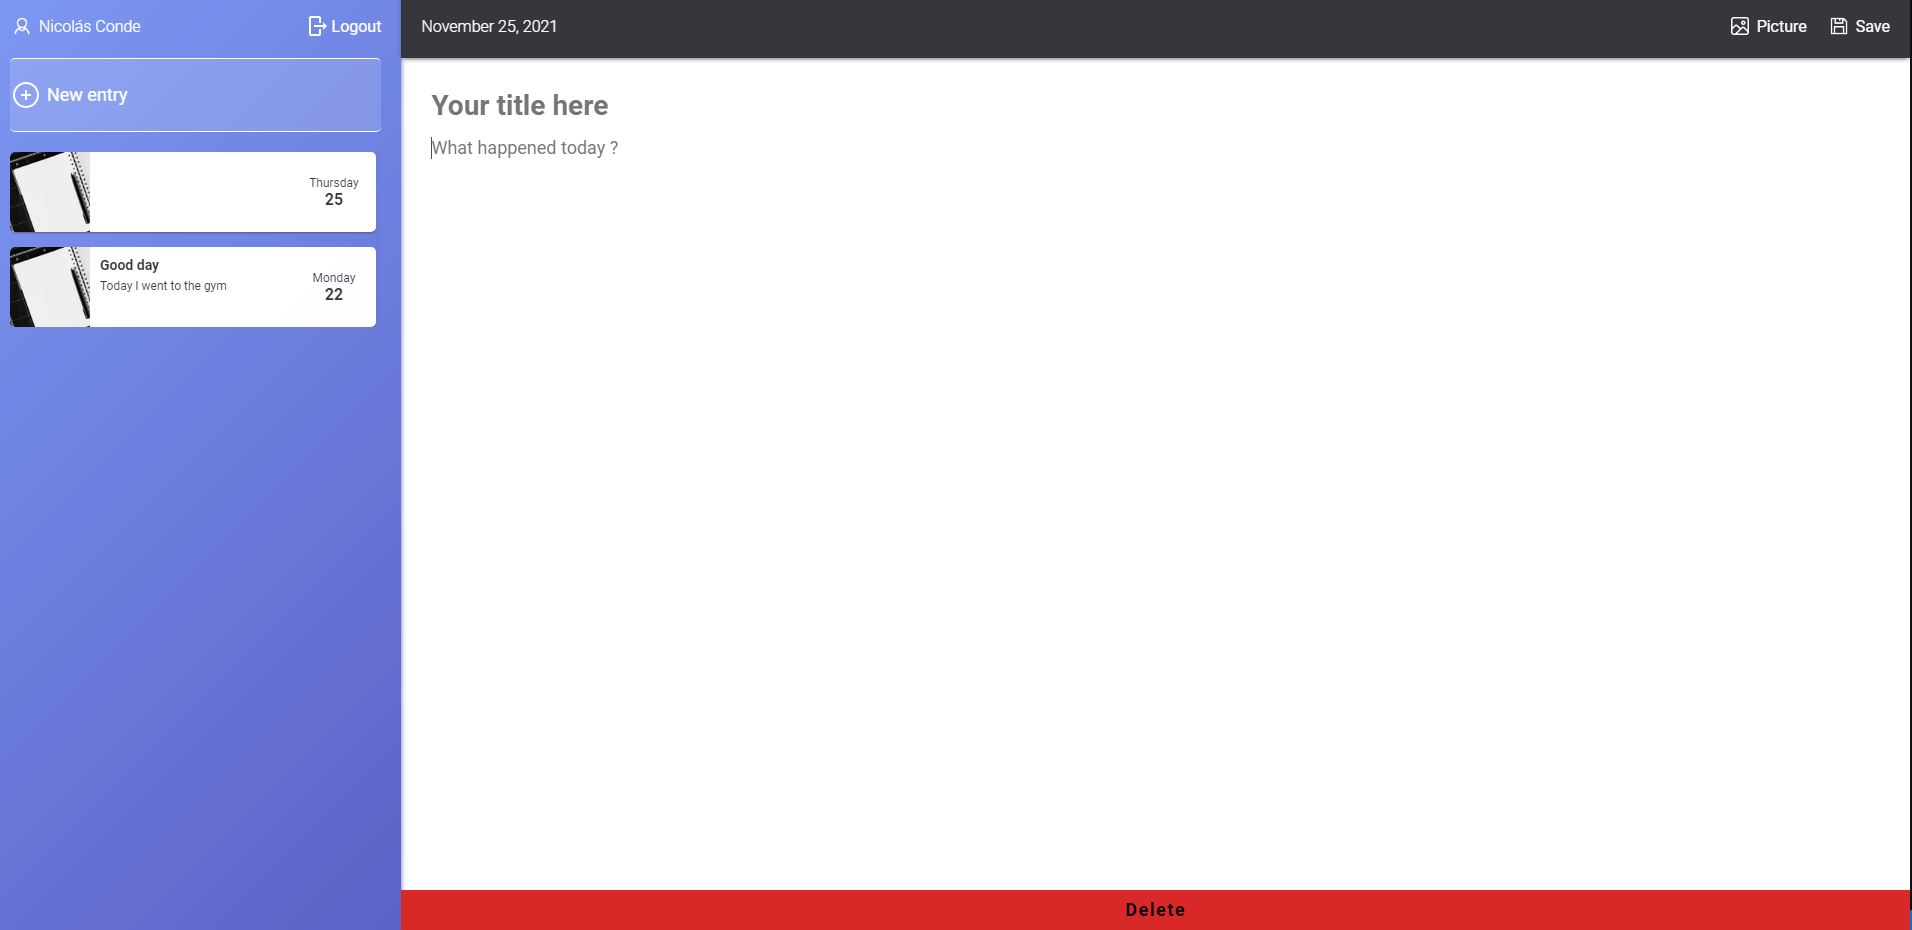 Nicolás Conde
Logout
New entry
Thursday
25
Good day
Today I went to the gym
Monday
22
November 25, 2021
Picture
Save
Your title here
What happened today ?
Delete